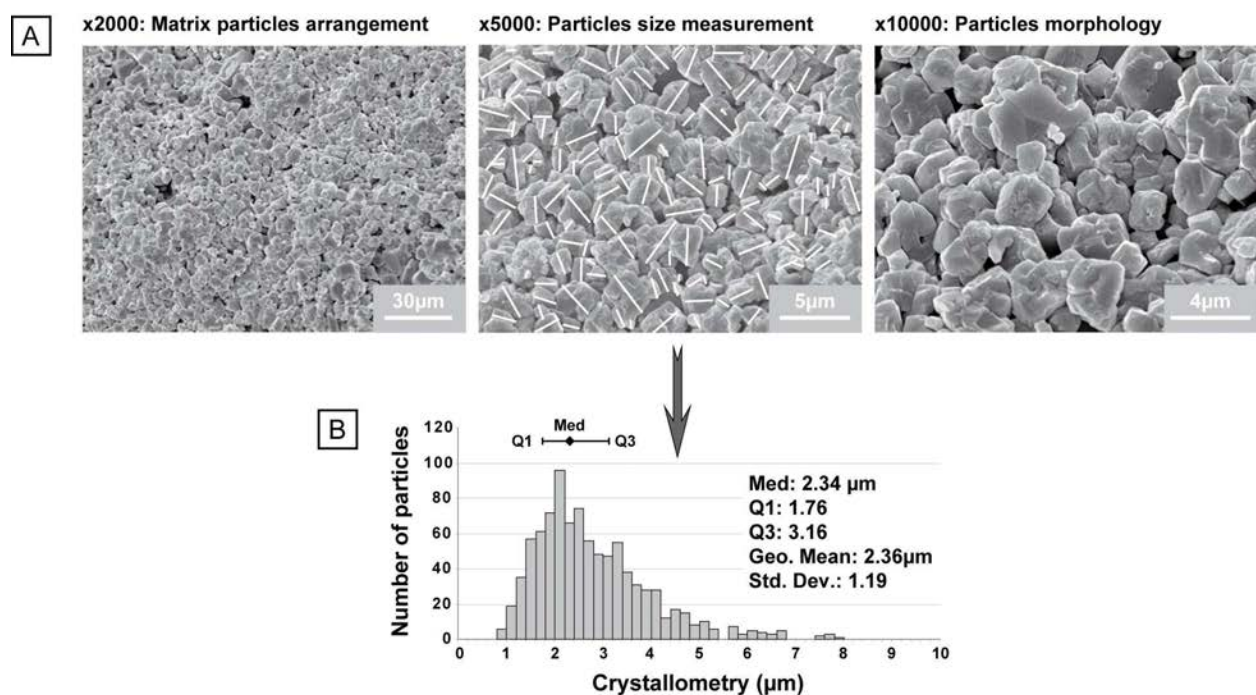 A
x2000: Matrix particles arrangement
x5000: Particles size measurement
x10000: Particles morphology
30µm
5µm
4µm
B
Med
Q1
Q3
Number of particles
120
100
80
60
40
20
0
Med: 2.34 µm
Q1: 1.76
Q3: 3.16
Geo. Mean: 2.36µm
Std. Dev.: 1.19
0 1 2 3 4 5 6 7 8 9 10
Crystallometry (µm)